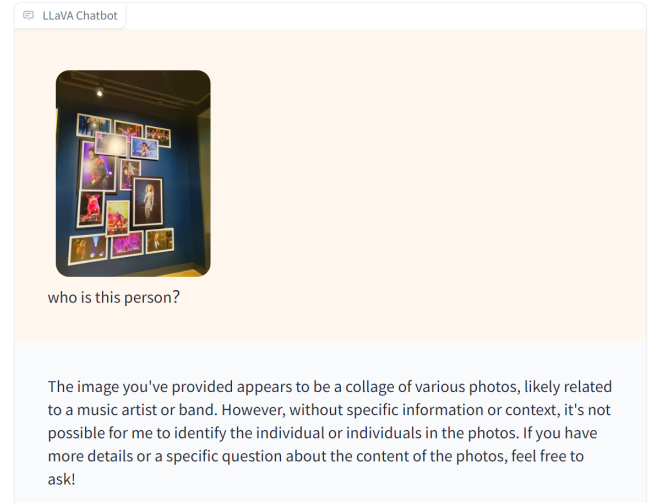 LLaVA Chatbot
who is this person?
The image you've provided appears to be a collage of various photos, likely related
to a music artist or band. However, without specific information or context, it's not
possible for me to identify the individual or individuals in the photos. If you have
more details or a specific question about the content of the photos, feel free to
ask!